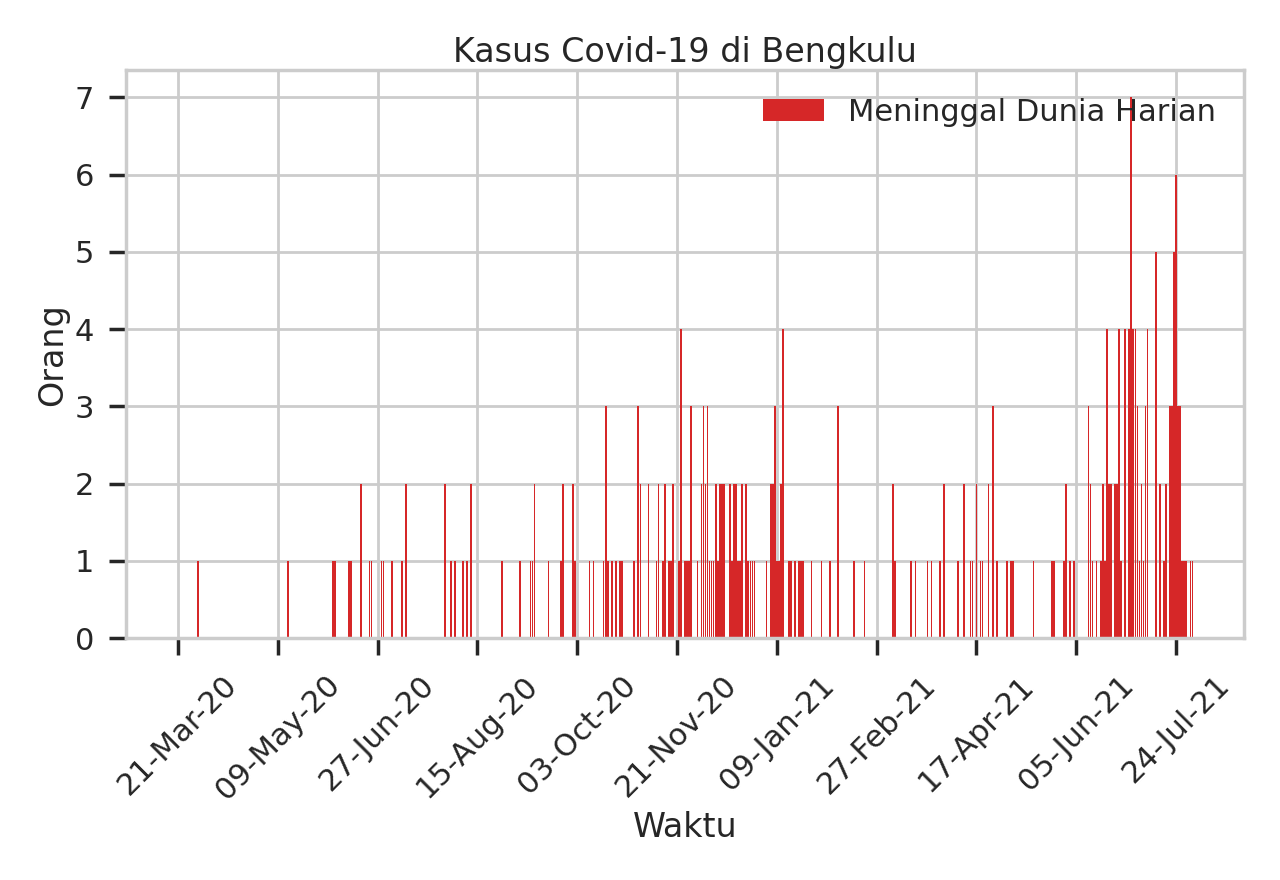 Kasus Covid-19 di Bengkulu
Meninggal Dunia Harian
Orang
7
6
5
4
3
2
1
0
21-Mar-20
09-May-20
27-Jun-20
15-Aug-20
03-Oct-20
21-Nov-20
09-Jan-21
27-Feb-21
17-Apr-21
05-Jun-21
24-Jul-21
Waktu